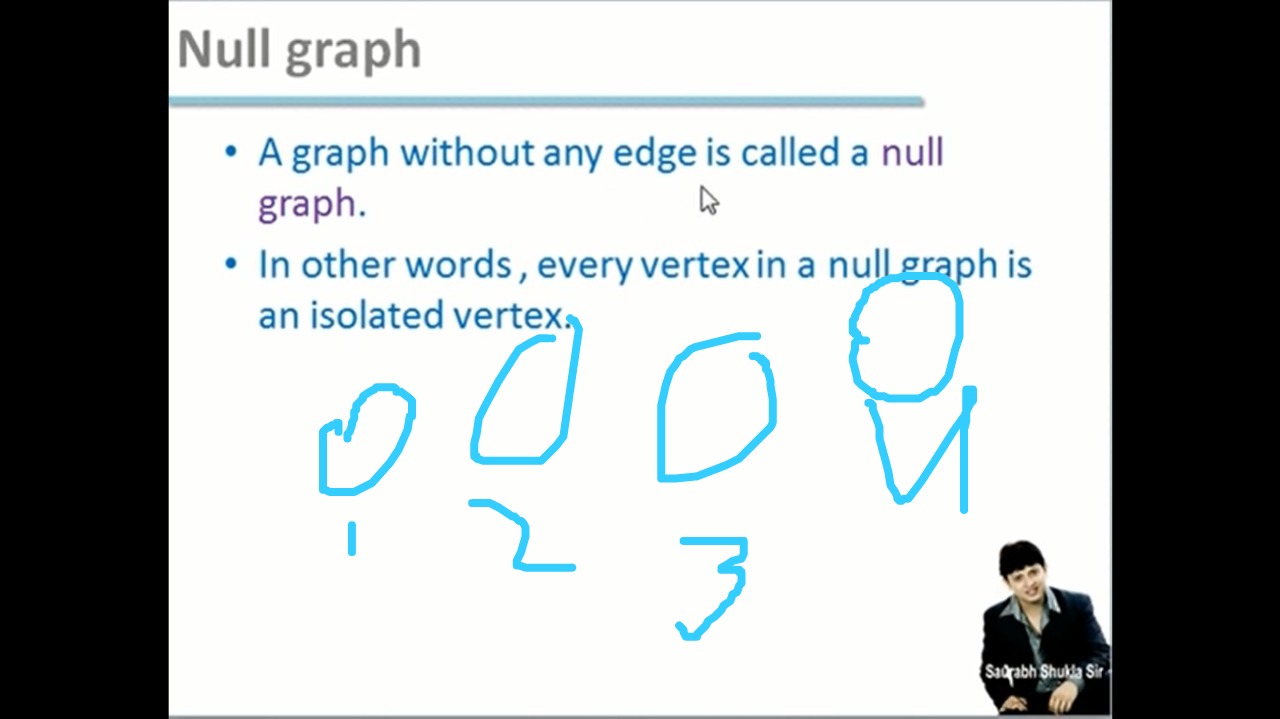 Null graph
• A graph without any edge is called a null
graph.
• In other words , every vertex in a null graph is
an isolated vertex.
1 2 3 4
Saurabh Shukla Sir